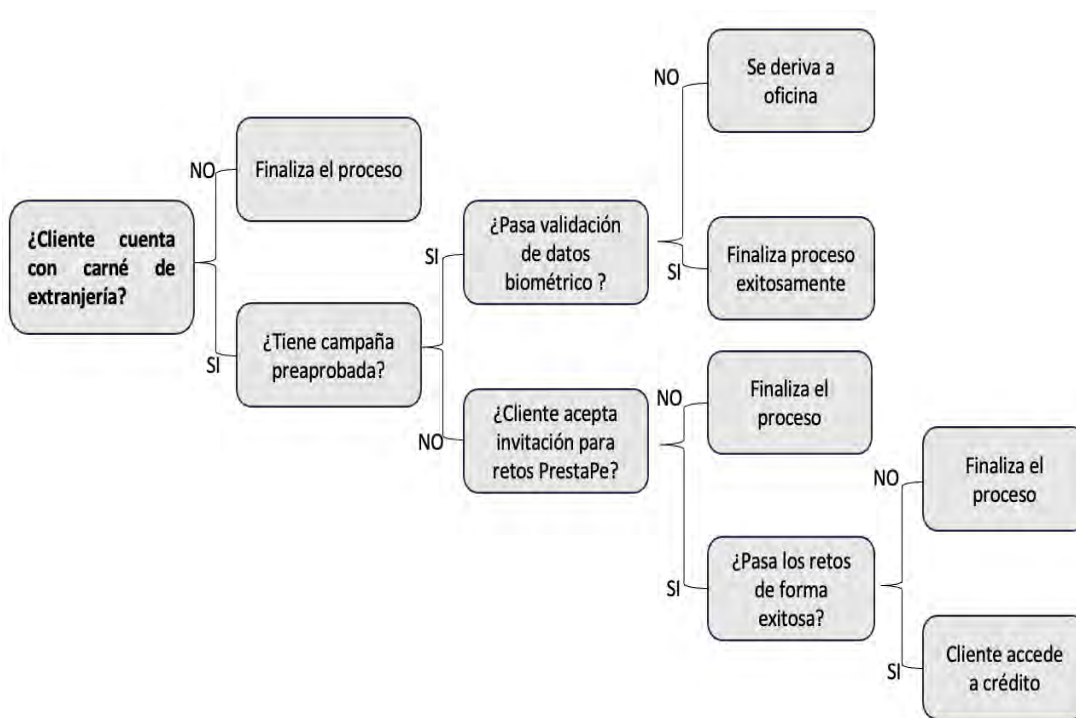 NO
Se deriva a
oficina
NO
Finaliza el proceso
¿Cliente cuenta
con carné de
extranjería?
SI
¿Pasa validación
de datos
biométrico ?
SI
Finaliza proceso
exitosamente
SI
¿Tiene campaña
preaprobada?
NO
¿Cliente acepta
invitación para
retos PrestaPe?
NO
Finaliza el
proceso
SI
¿Pasa los retos
de forma
exitosa?
NO
Finaliza el
proceso
SI
Cliente accede
a crédito